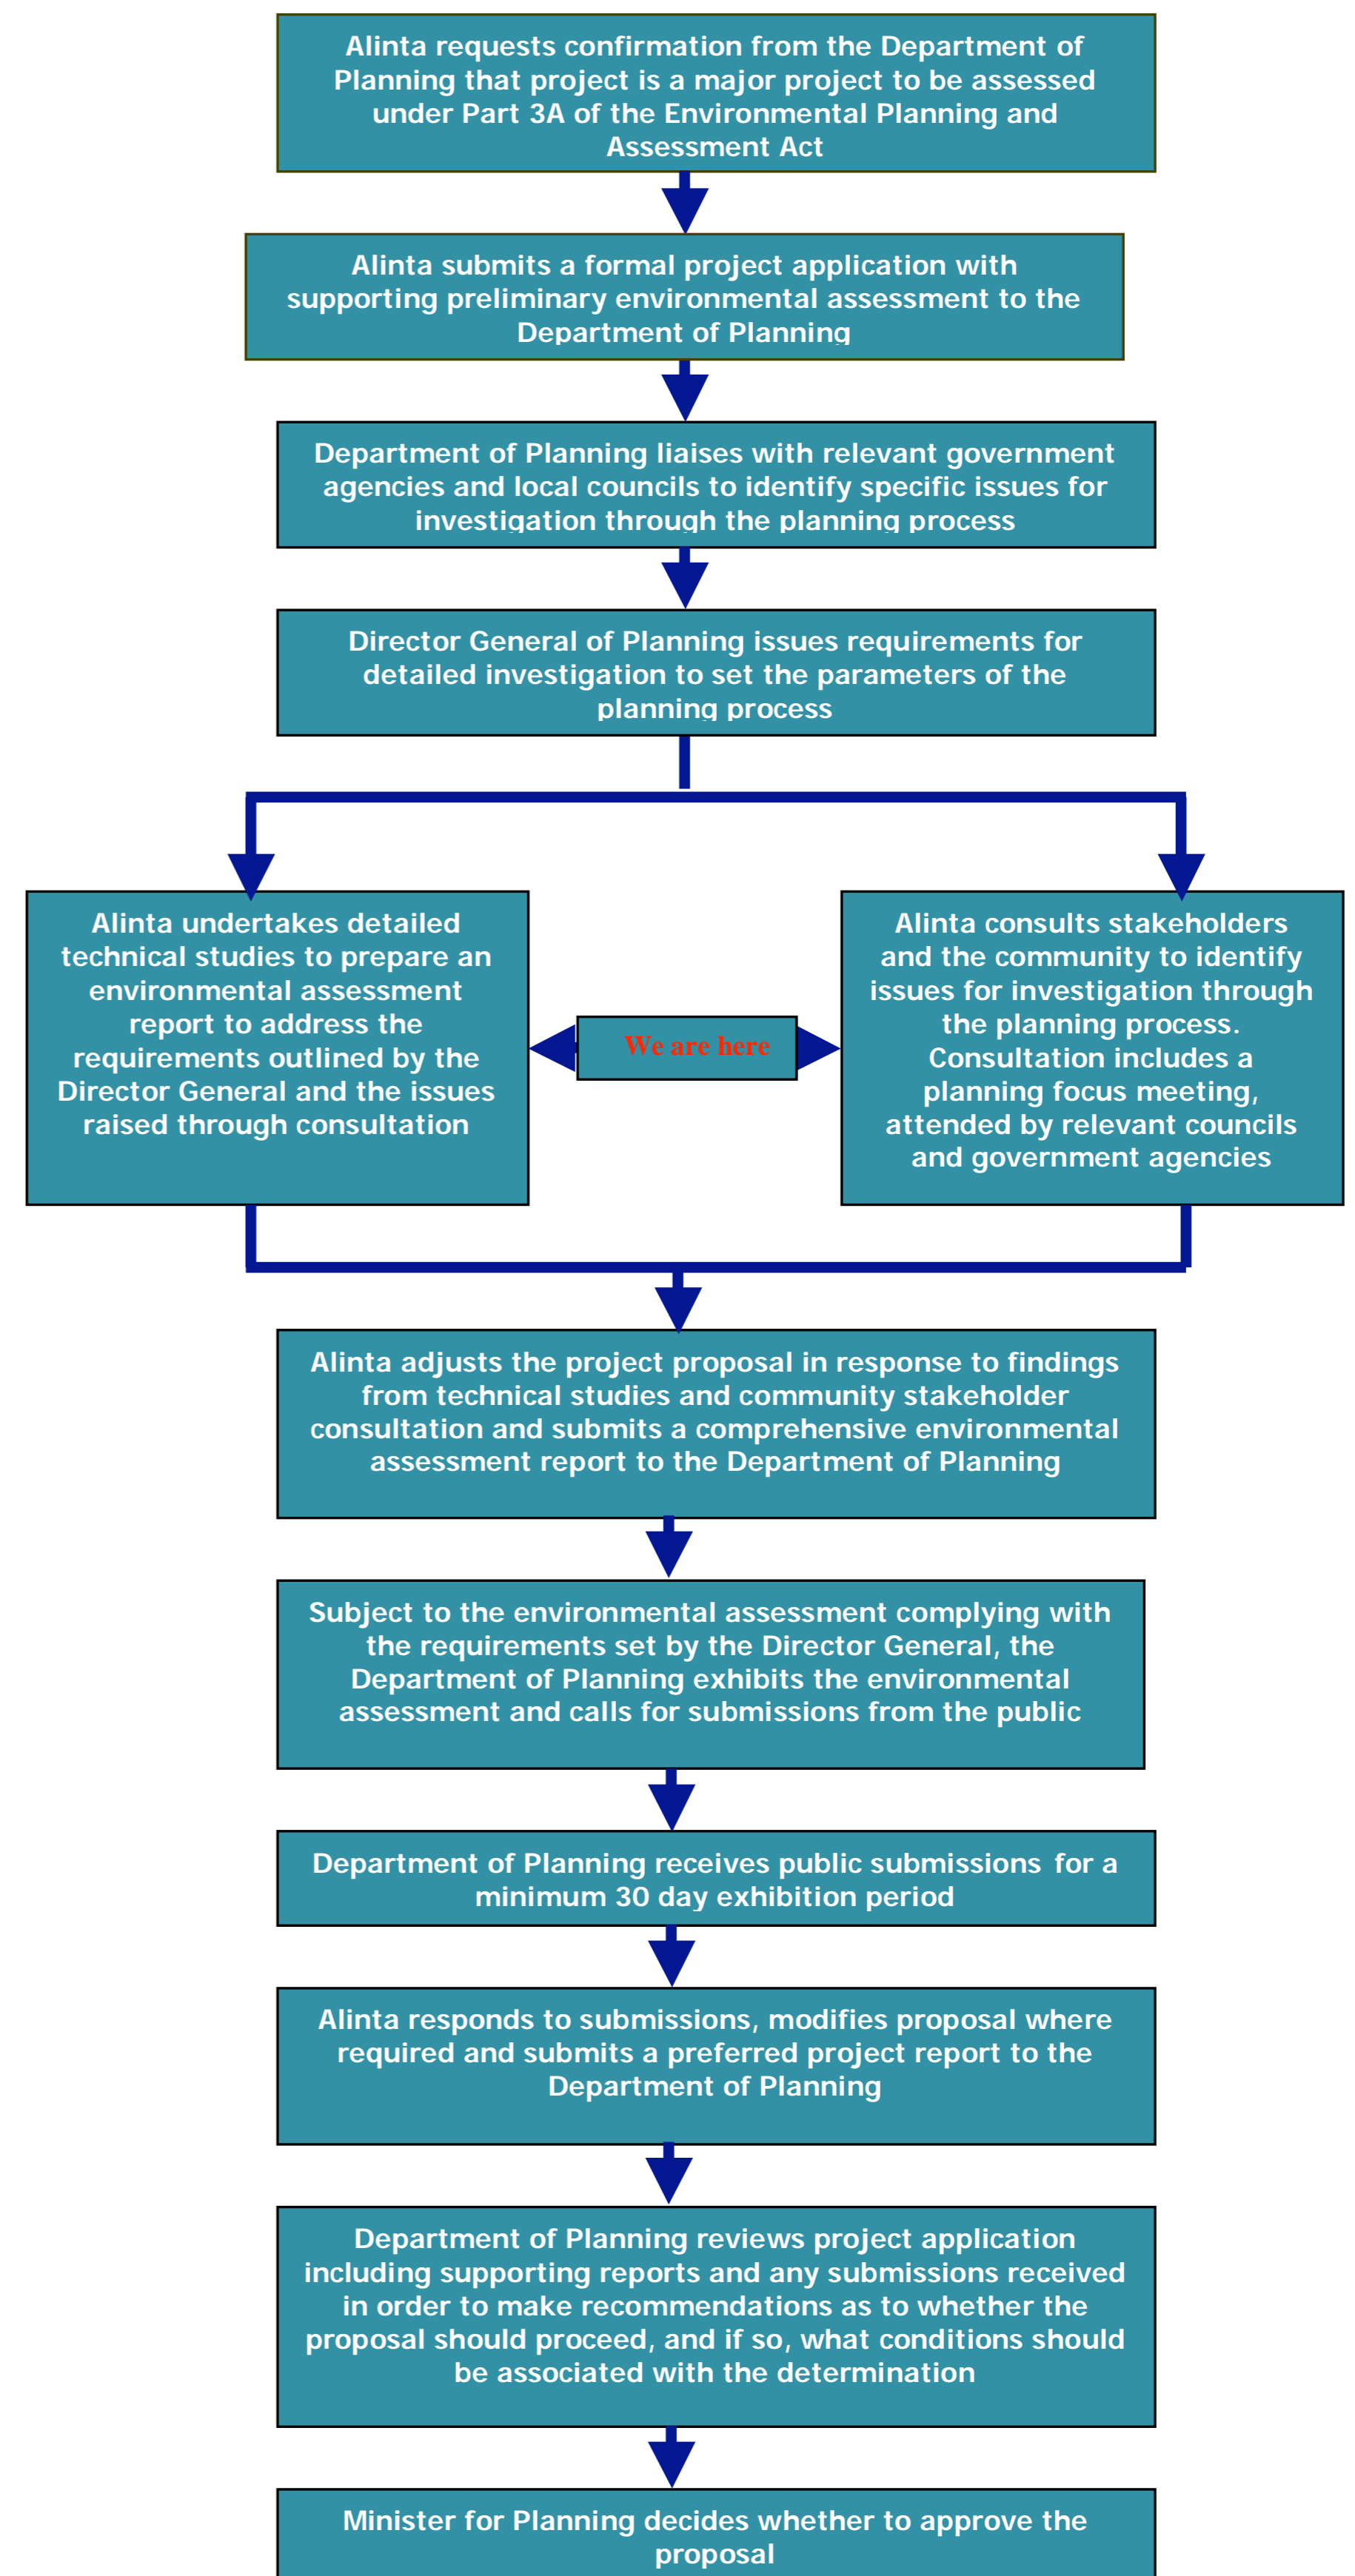 Alinta requests confirmation from the Department of
Planning that project is a major project to be assessed
under Part 3A of the Environmental Planning and
Assessment Act
Alinta submits a formal project application with
supporting preliminary environmental assessment to the
Department of Planning
Department of Planning liaises with relevant government
agencies and local councils to identify specific issues for
investigation through the planning process
Director General of Planning issues requirements for
detailed investigation to set the parameters of the
planning process
Alinta undertakes detailed
technical studies to prepare an
environmental assessment
report to address the
requirements outlined by the
Director General and the issues
raised through consultation
We are here
Alinta consults stakeholders
and the community to identify
issues for investigation through
the planning process.
Consultation includes a
planning focus meeting,
attended by relevant councils
and government agencies
Alinta adjusts the project proposal in response to findings
from technical studies and community stakeholder
consultation and submits a comprehensive environmental
assessment report to the Department of Planning
Subject to the environmental assessment complying with
the requirements set by the Director General, the
Department of Planning exhibits the environmental
assessment and calls for submissions from the public
Department of Planning receives public submissions for a
minimum 30 day exhibition period
Alinta responds to submissions, modifies proposal where
required and submits a preferred project report to the
Department of Planning
Department of Planning reviews project application
including supporting reports and any submissions received
in order to make recommendations as to whether the
proposal should proceed, and if so, what conditions should
be associated with the determination
Minister for Planning decides whether to approve the
proposal